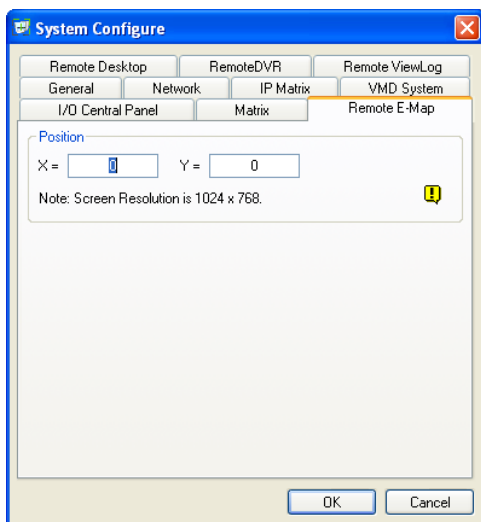 System Configure
Remote Desktop RemoteDVR Remote ViewLog
General Network IP Matrix VMD System
I/O Central Panel Matrix Remote E-Map
Position
X = 0 Y = 0
Note: Screen Resolution is 1024 x 768.
OK Cancel